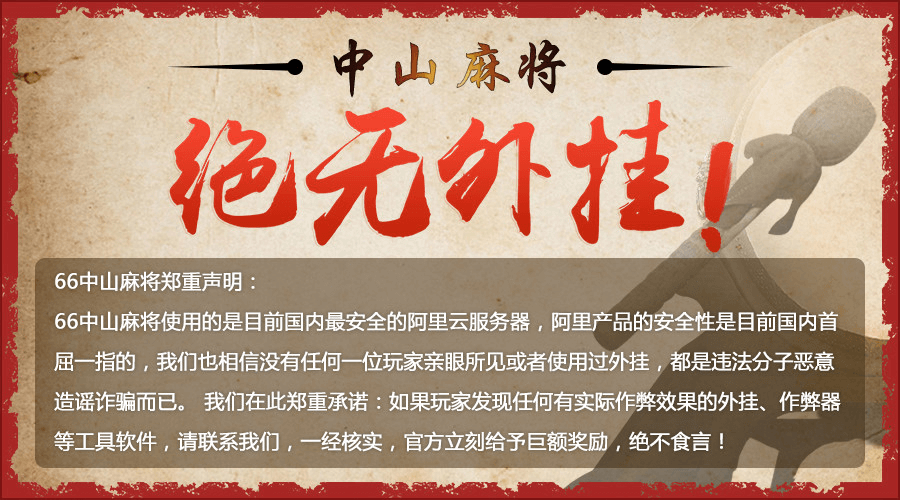 中山麻将
绝无外挂！
66中山麻将郑重声明：
66中山麻将使用的是目前国内最安全的阿里云服务器，阿里产品的安全性是目前国内首
屈一指的，我们也相信没有任何一位玩家亲眼所见或者使用过外挂，都是违法分子恶意
造谣诈骗而已。 我们在此郑重承诺：如果玩家发现任何有实际作弊效果的外挂、作弊器
等工具软件，请联系我们，一经核实，官方立刻给予巨额奖励，绝不食言！